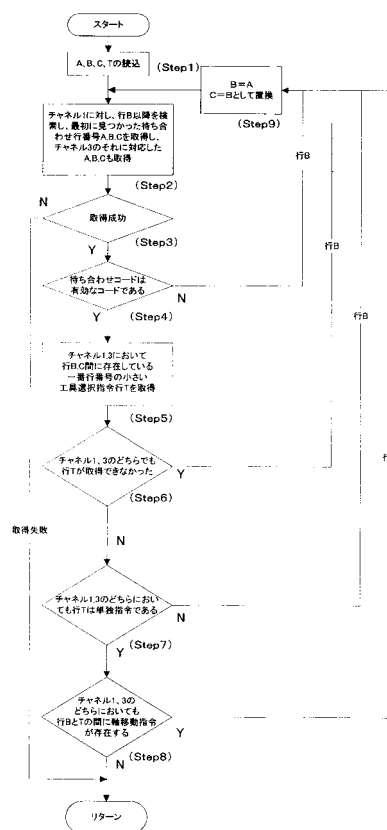 スタート
A、B、C、Tの読込
(Step1)
B=A
C=Bとして置換
(Step9)
チャネル1に対し、行B以降を検
索し、最初に見つかった待ち合
わせ行番号A,B,Cを取得し、
チャネル3のそれに対応した
A,B,Cも取得
(Step2)
行B
N
取得成功
(Step3)
Y
行B
待ち合わせコードは
有効なコードである
N
(Step4)
Y
行B
チャネル1,3において
行B,C間に存在している
一番行番号の小さい
工具選択指令行Tを取得
(Step5)
チャネル1、3のどちらでも
行Tが取得できなかった
Y
(Step6)
行
取得失敗
N
チャネル1,3のどちらにおい
ても行Tは単独指令である
N
(Step7)
Y
チャネル1、3の
どちらにおいても
行BとTの間に軸移動指令
が存在する
Y
(Step8)
N
リターン